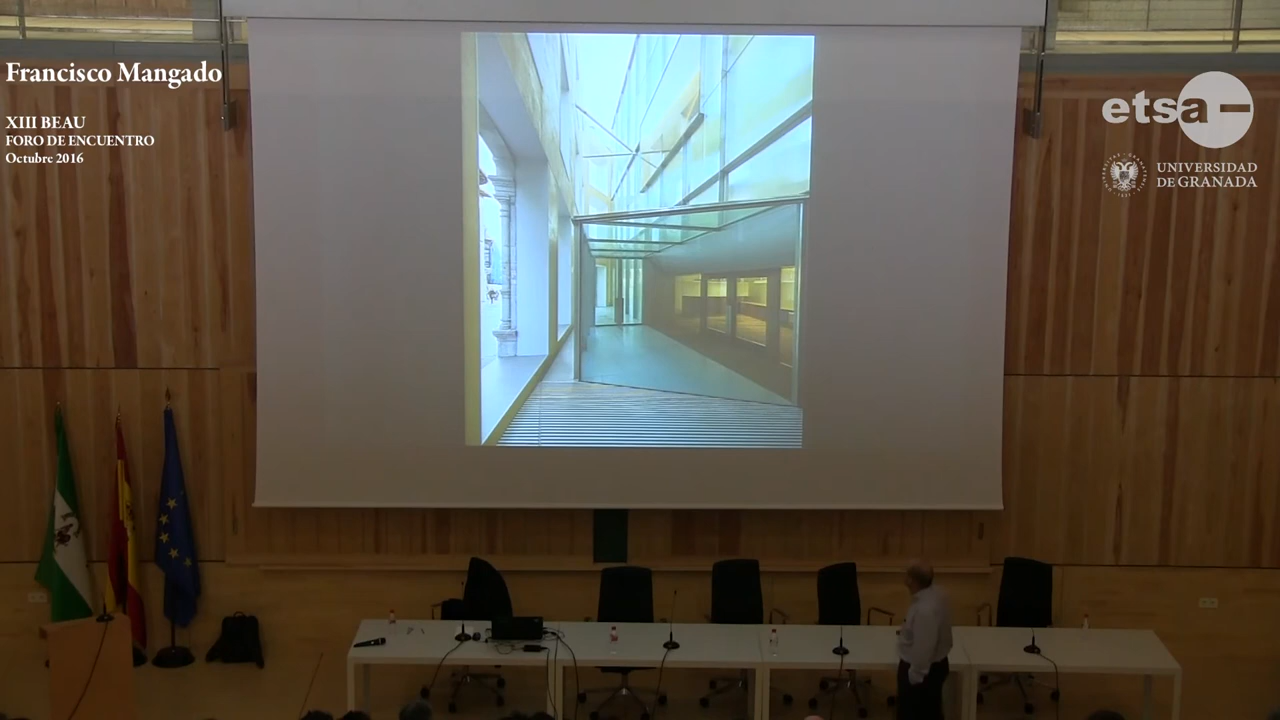 Francisco Mangado
XIII BEAU
FORO DE ENCUENTRO
Octubre 2016
etsa
UNIVERSIDAD
DE GRANADA